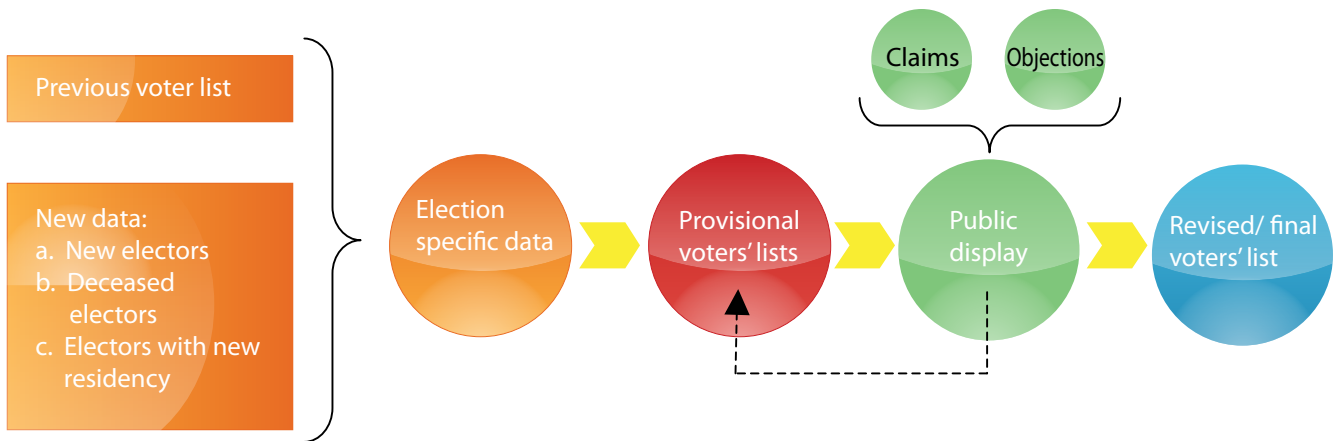 Previous voter list
New data:
a. New electors
b. Deceased
electors
c. Electors with new
residency
Election
specific data
Provisional
voters' lists
Claims
Objections
Public
display
Revised/ final
voters' list